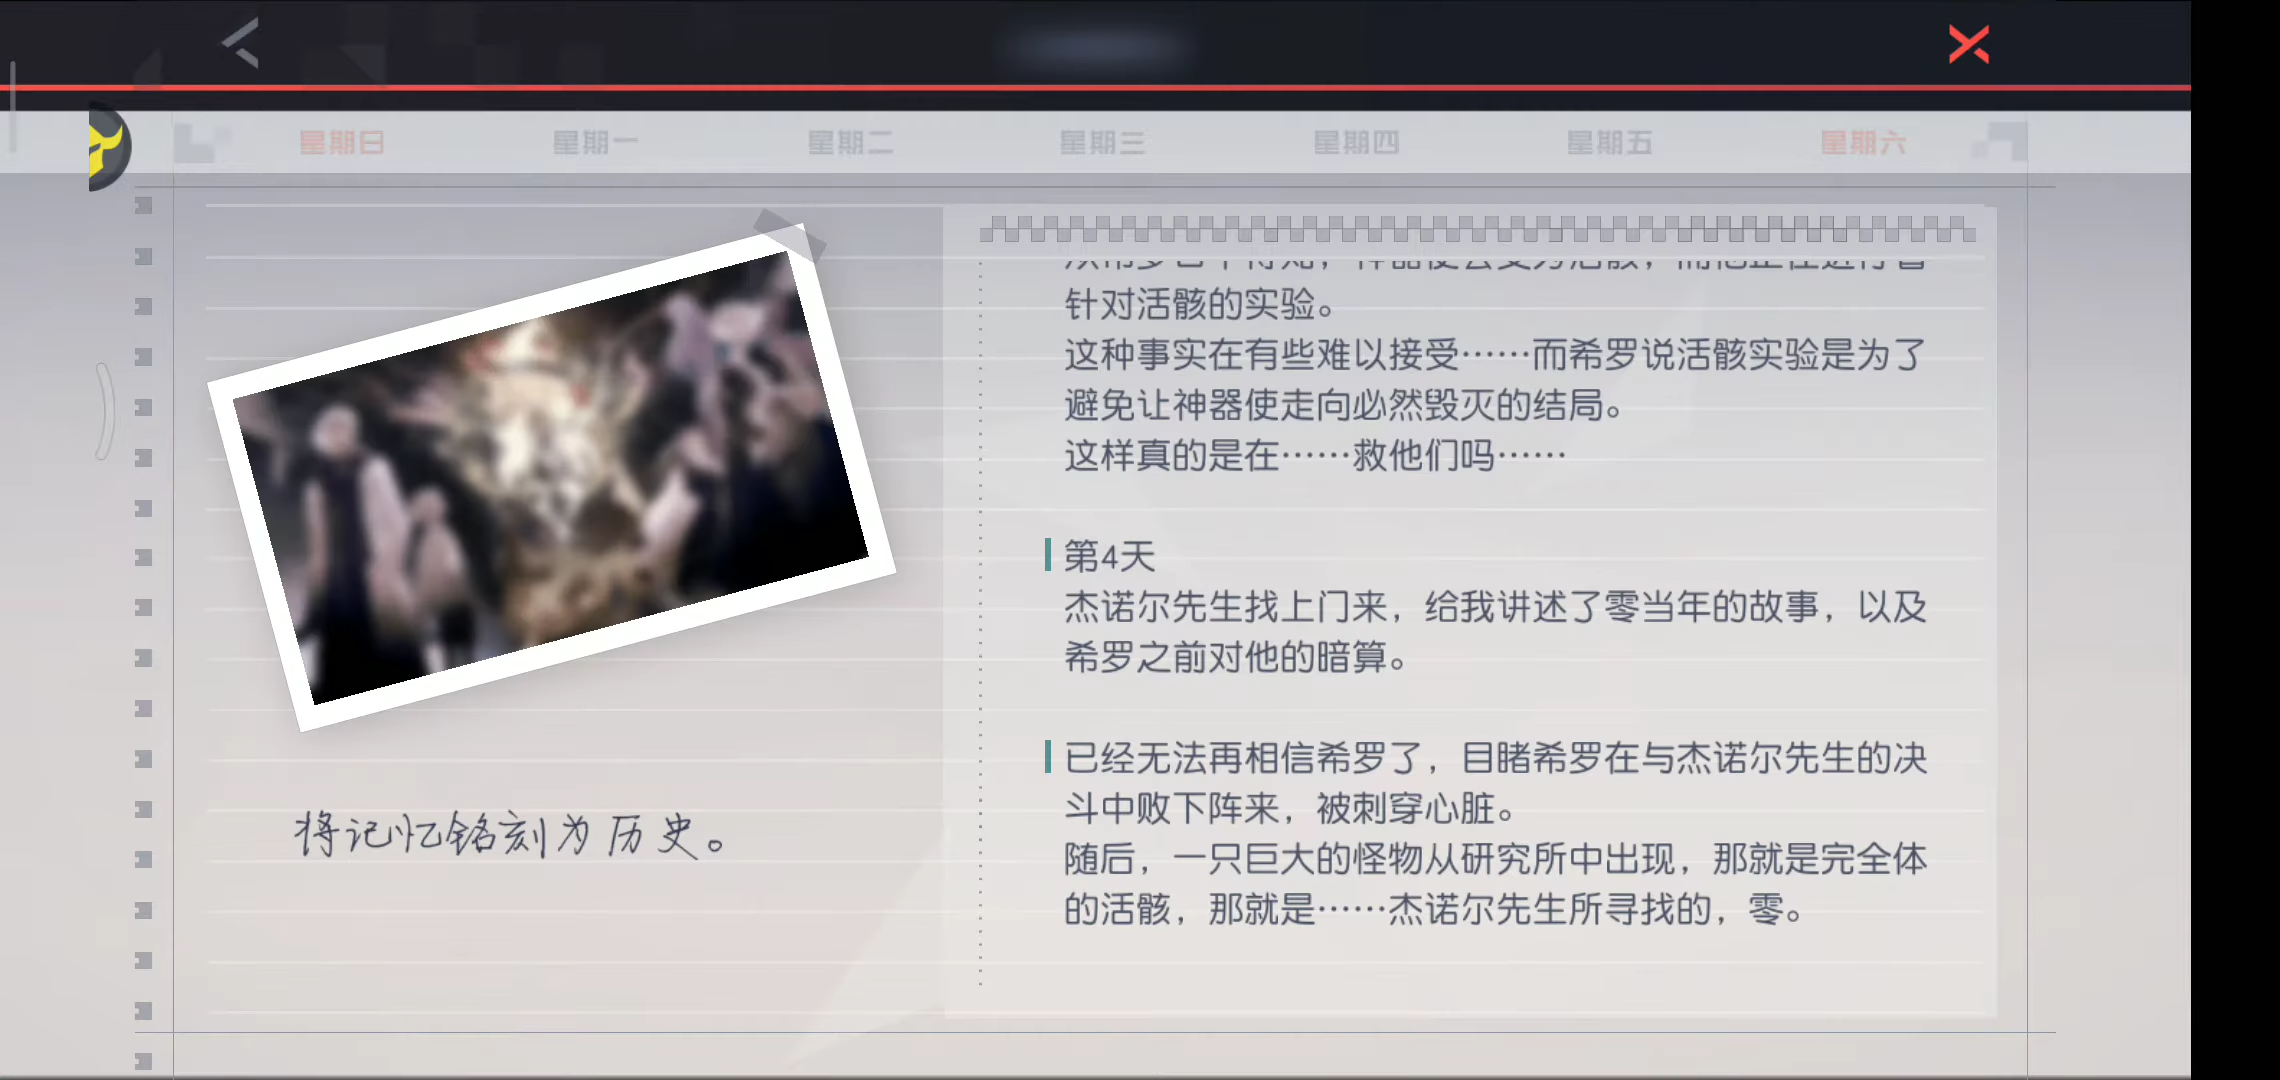 星期日 星期一 星期二 星期三 星期四 星期五 星期六
针对活骸的实验。
这种事实在有些难以接受……而希罗说活骸实验是为了
避免让神器使走向必然毁灭的结局。
这样真的是在……救他们吗……
第4天
杰诺尔先生找上门来，给我讲述了零当年的故事，以及
希罗之前对他的暗算。
已经无法再相信希罗了，目睹希罗在与杰诺尔先生的决
斗中败下阵来，被刺穿心脏。
随后，一只巨大的怪物从研究所中出现，那就是完全体
的活骸，那就是……杰诺尔先生所寻找的，零。
将记忆铭刻为历史。